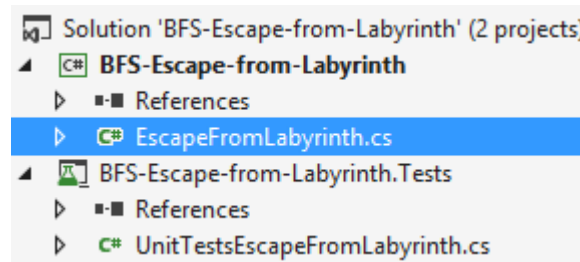 Solution 'BFS-Escape-from-Labyrinth' (2 projects)
C# BFS-Escape-from-Labyrinth
References
C# EscapeFromLabyrinth.cs
BFS-Escape-from-Labyrinth.Tests
References
C# UnitTestsEscapeFromLabyrinth.cs